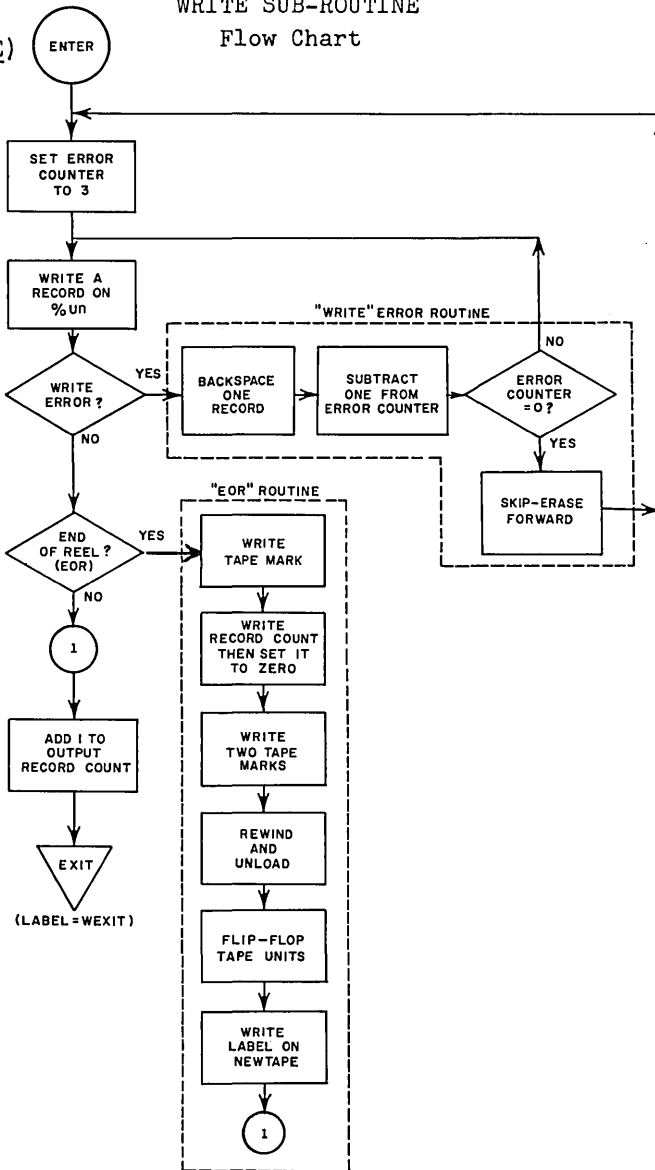 WRITE SUB-ROUTINE
Flow Chart
ENTER
SET ERROR
COUNTER
TO 3
WRITE A
RECORD ON
%un
"WRITE" ERROR ROUTINE
WRITE
ERROR?
YES
NO
BACKSPACE
ONE
RECORD
SUBTRACT
ONE FROM
ERROR COUNTER
ERROR
COUNTER
=0?
NO
YES
SKIP-ERASE
FORWARD
END
OF REEL?
(EOR)
YES
NO
1
ADD 1 TO
OUTPUT
RECORD COUNT
EXIT
(LABEL=WEXIT)
"EOR" ROUTINE
WRITE
TAPE MARK
WRITE
RECORD COUNT
THEN SET IT
TO ZERO
WRITE
TWO TAPE
MARKS
REWIND
AND
UNLOAD
FLIP-FLOP
TAPE UNITS
WRITE
LABEL ON
NEWTAPE
1